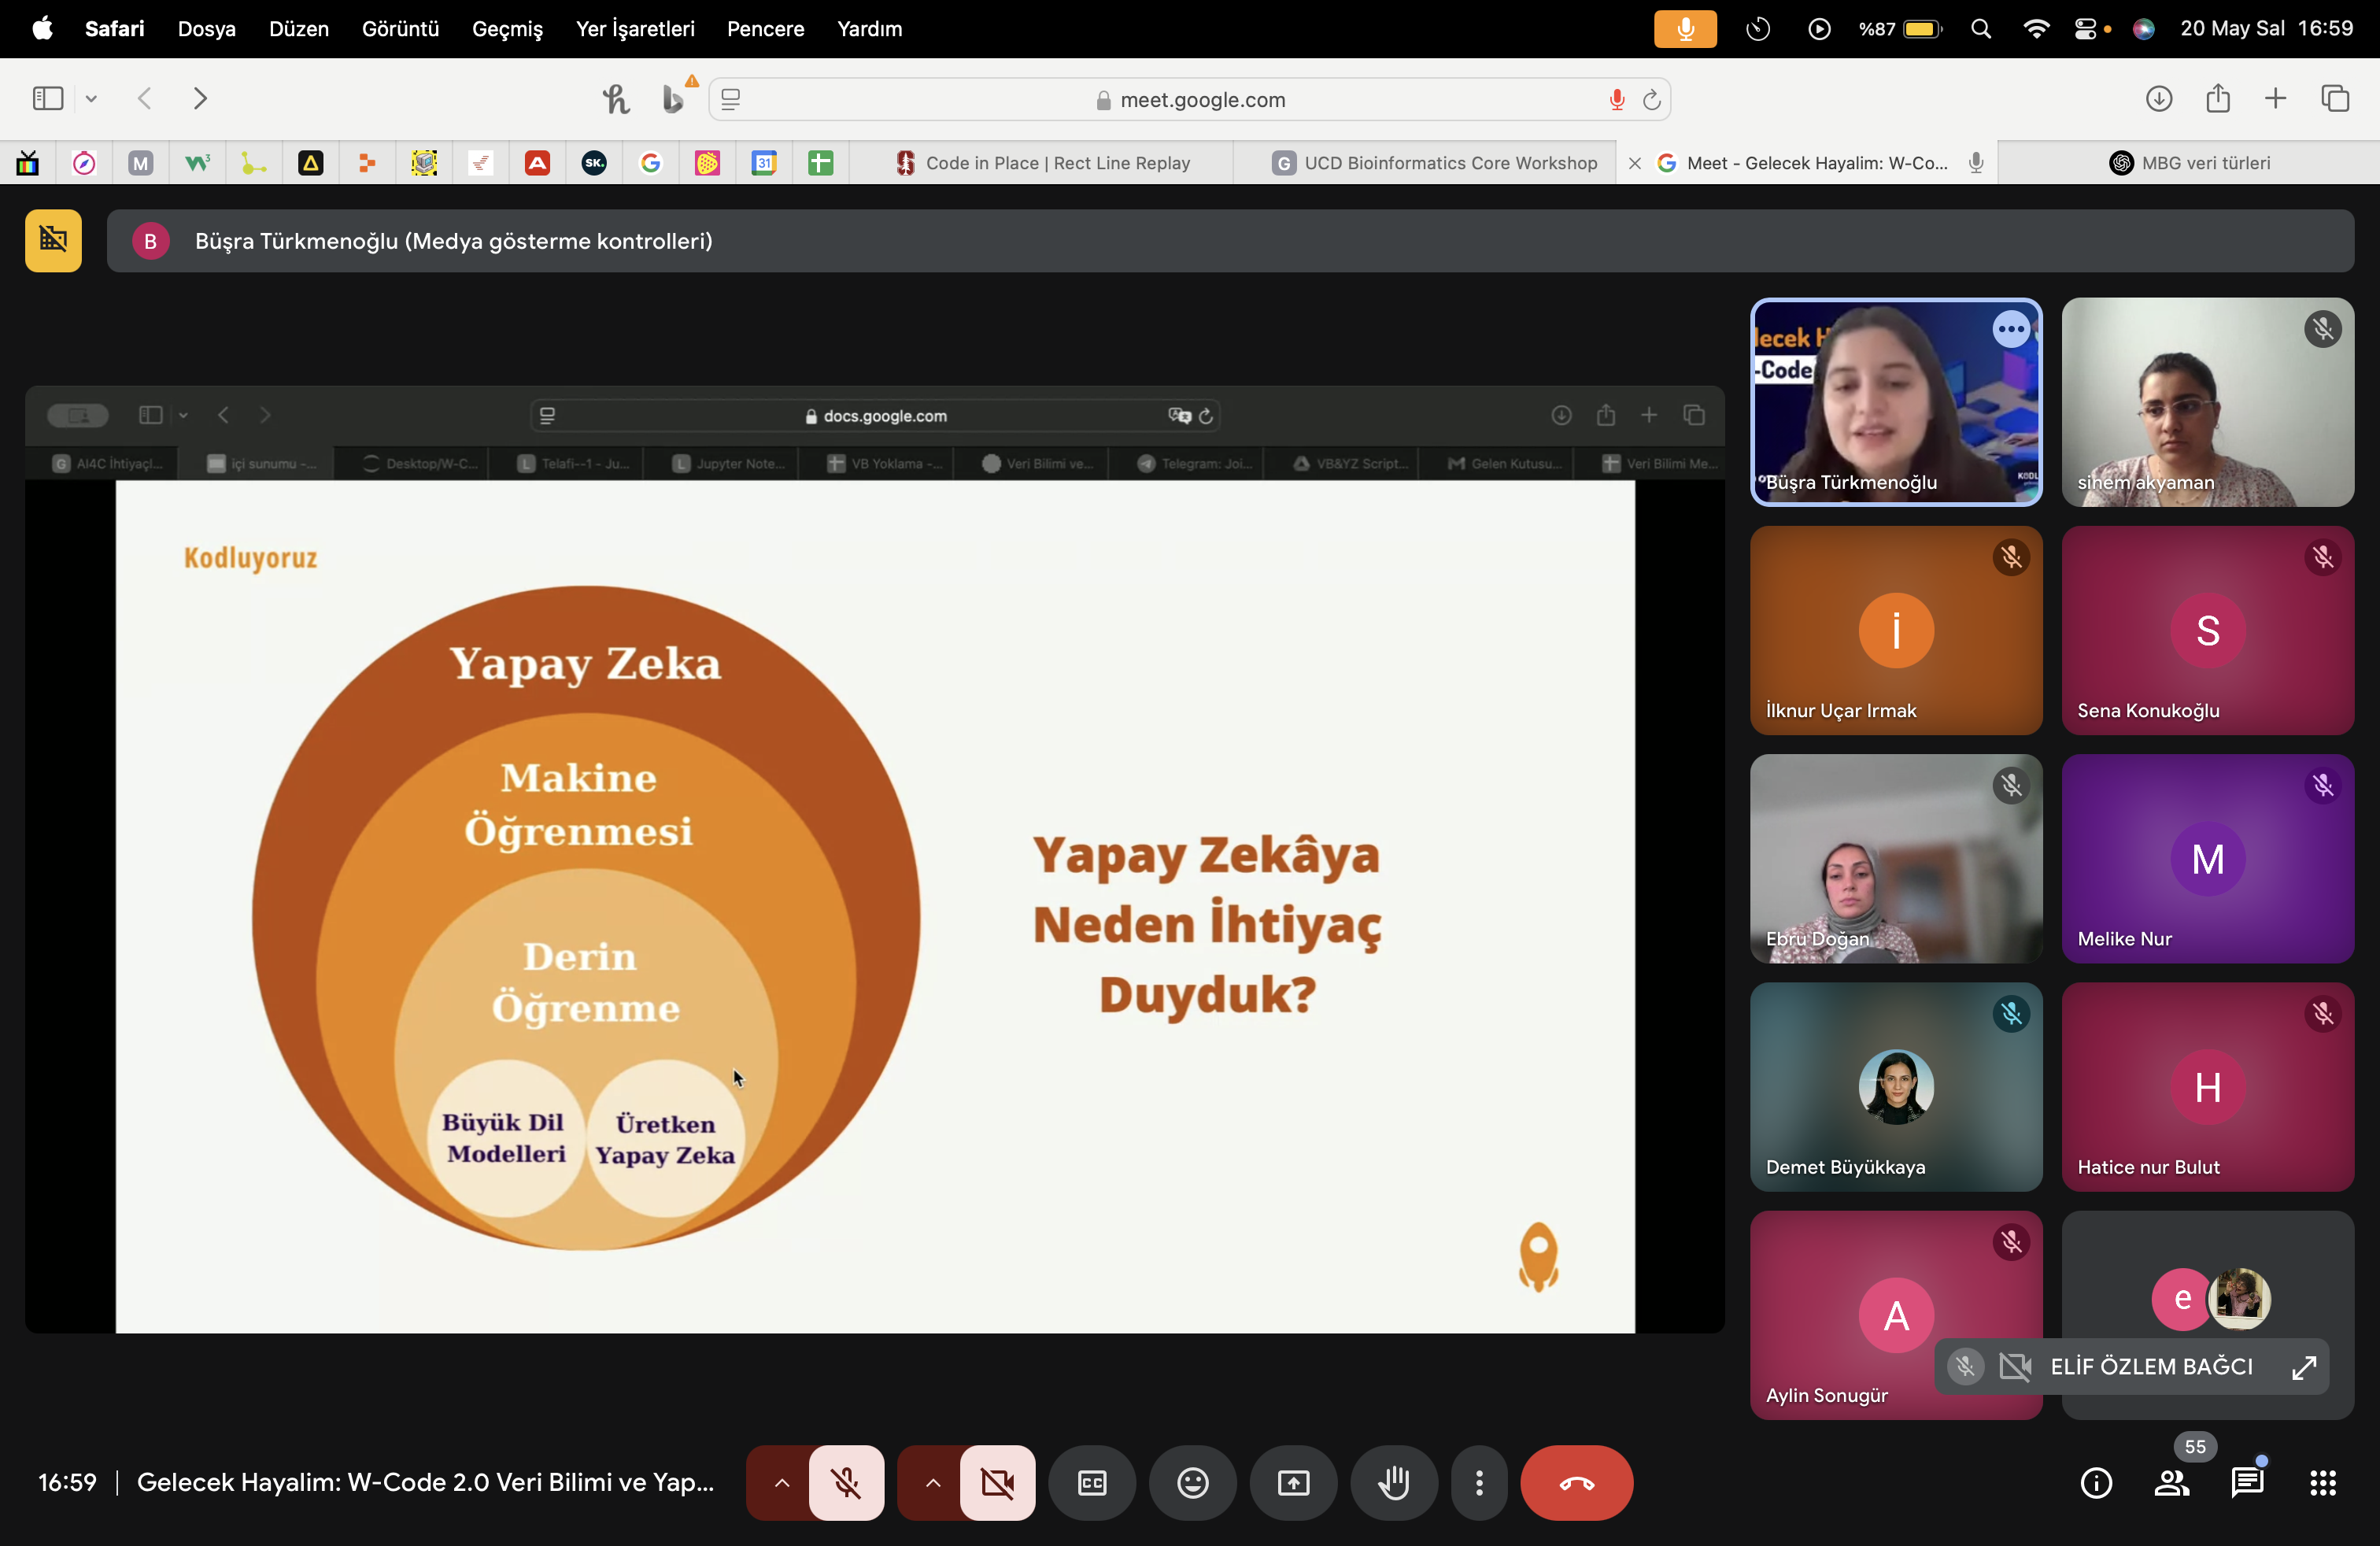 Safari Dosya Düzen Görüntü Geçmiş Yer İşaretleri Pencere Yardım %87 20 May Sal 16:59
meet.google.com
Code in Place | Rect Line Replay
UCD Bioinformatics Core Workshop
Meet - Gelecek Hayalim: W-Co...
MBG veri türleri
B Büşra Türkmenoğlu (Medya gösterme kontrolleri)
docs.google.com
AI4C İhtiyaçl...
içi sunumu -...
Desktop/W-C...
Telafi--1 - Ju...
Jupyter Note...
VB Yoklama -...
Veri Bilimi ve...
Telegram: Joi...
VB&YZ Script...
Gelen Kutusu...
Veri Bilimi Me...
Kodluyoruz
Yapay Zeka
Makine
Öğrenmesi
Derin
Öğrenme
Büyük Dil
Modelleri
Üretken
Yapay Zeka
Yapay Zekâya
Neden İhtiyaç
Duyduk?
lecek H
-Code
Büşra Türkmenoğlu
sinem akyaman
İ
İlknur Uçar Irmak
S
Sena Konukoğlu
Ebru Doğan
M
Melike Nur
Demet Büyükkaya
H
Hatice nur Bulut
A
Aylin Sonugür
e
ELİF ÖZLEM BAĞCI
16:59 | Gelecek Hayalim: W-Code 2.0 Veri Bilimi ve Yap...
CC
55